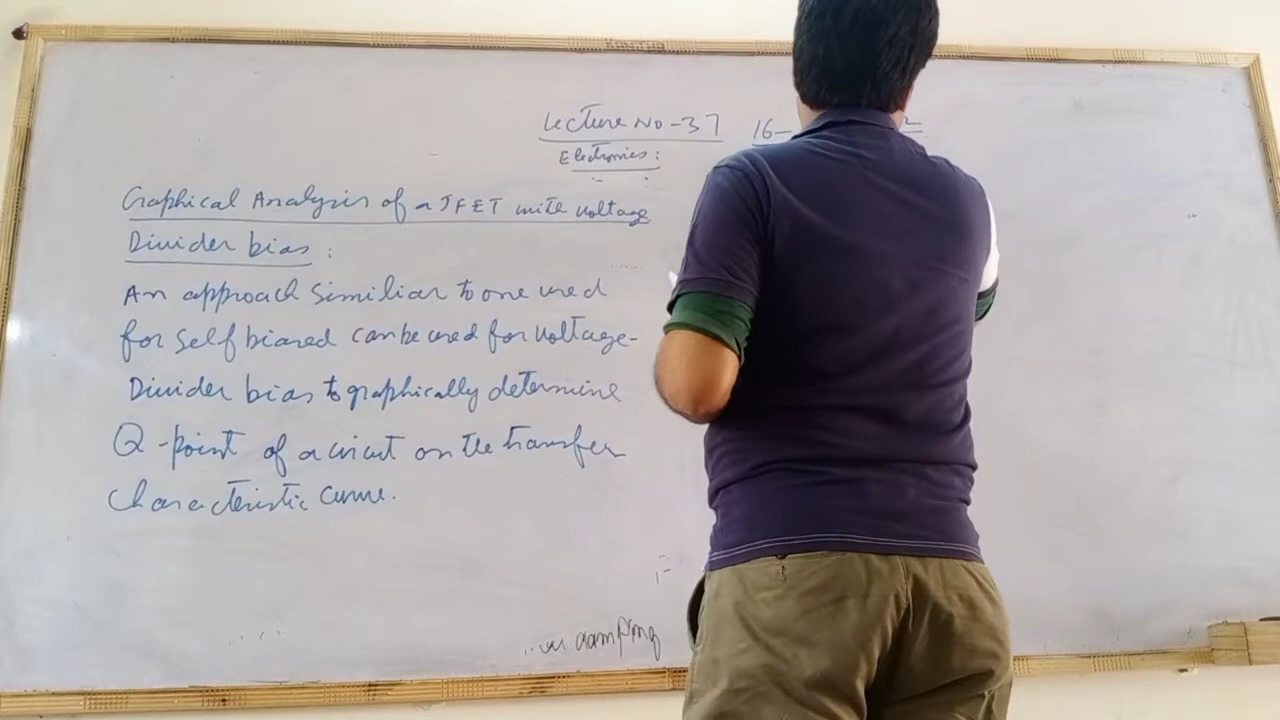 Lecture No-37 16-
Electronics:
Graphical Analysis of a JFET with voltage
Divider bias:
An approach similiar to one used
for self biased can be used for voltage-
Divider bias to graphically determine
Q-point of a circuit on the transfer
characteristic curve.
damping